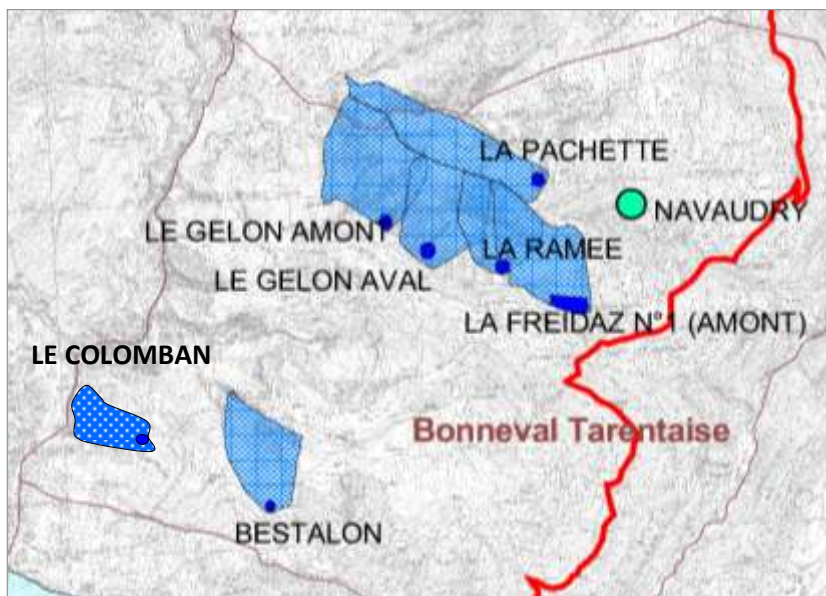 LA PACHETTE
NAVAUDRY
LE GELON AMONT
LA RAMEE
LE GELON AVAL
LA FREIDAZ N°1 (AMONT)
LE COLOMBAN
Bonneval Tarentaise
BESTALON